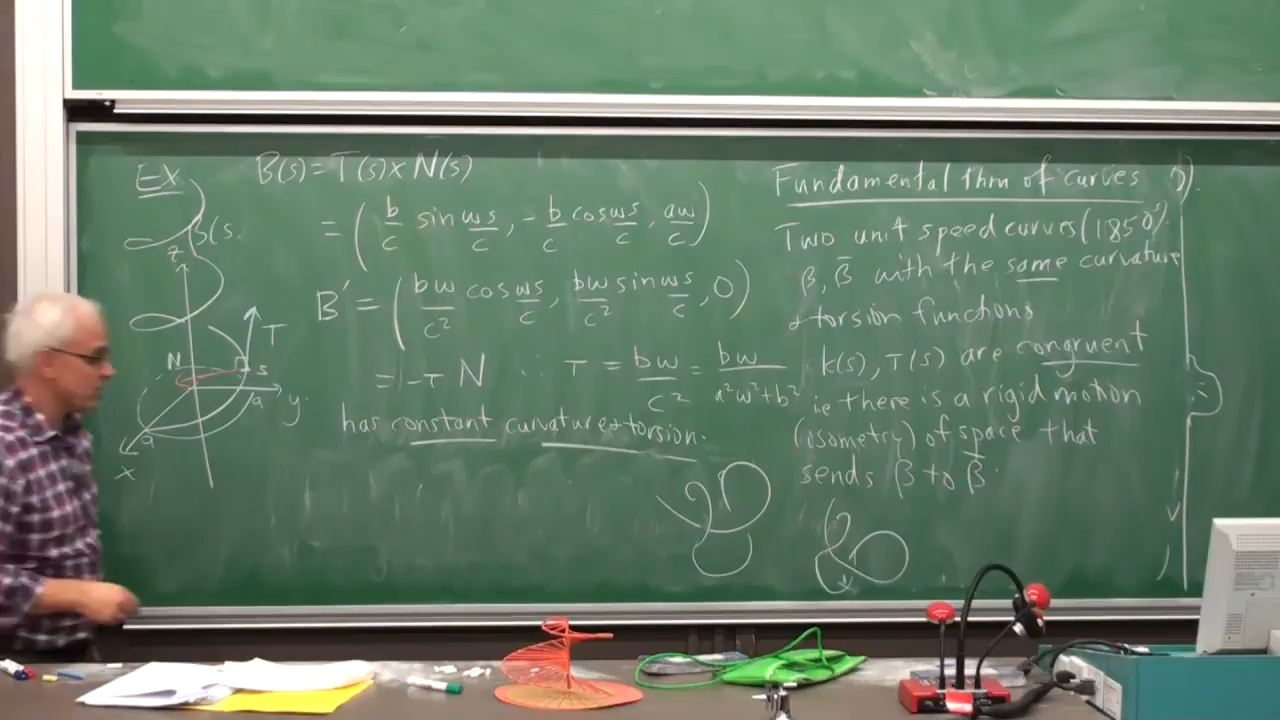 EX
B(s) = T(s) × N(s)
= (b/c sin ws/c, -b/c cos ws/c, aw/c)
β(s.
z
B' = (bw/c² cos ws/c, bw/c² sin ws/c, 0)
T
N
s
= -τ N ∴ τ = bw/c² = bw/a²w²+b²
a
y
a
x
has constant curvature & torsion.
Fundamental thm of curves
Two unit speed curves (1850's).
β, β̄ with the same curvature
& torsion functions
k(s), τ(s) are congruent
ie there is a rigid motion
(isometry) of space that
sends β to β̄.